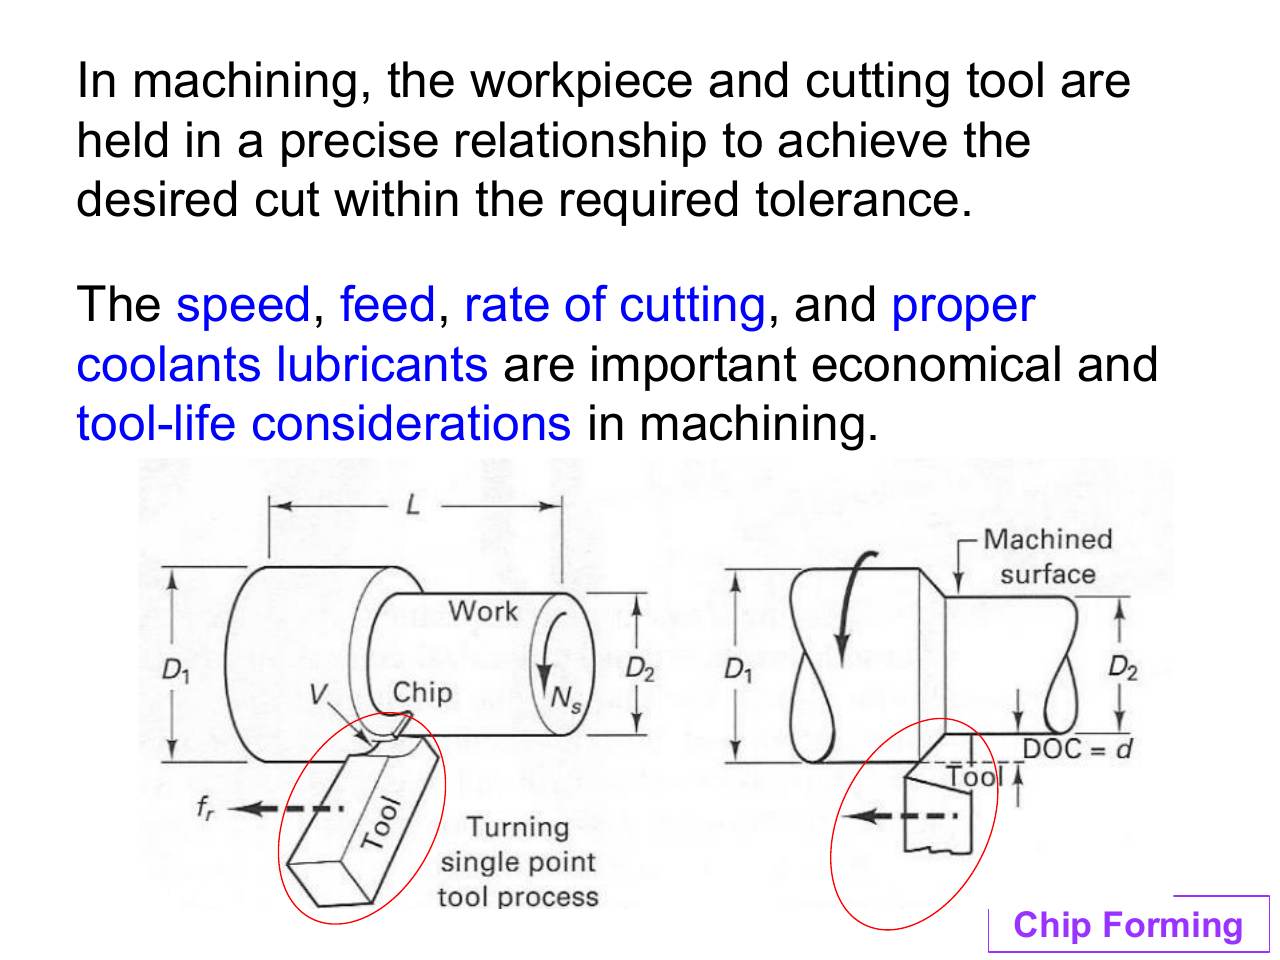 In machining, the workpiece and cutting tool are
held in a precise relationship to achieve the
desired cut within the required tolerance.
The speed, feed, rate of cutting, and proper
coolants lubricants are important economical and
tool-life considerations in machining.
L
Work
D₁
D₂
V
Chip
Nₛ
fᵣ
Tool
Turning
single point
tool process
Machined
surface
D₁
D₂
DOC = d
Tool
Chip Forming